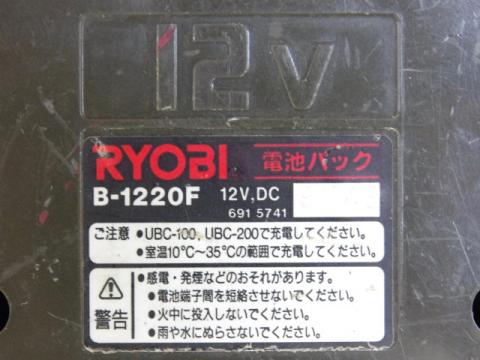 12V
RYOBI 電池パック
B-1220F 12V,DC
691 5741
ご注意 •UBC-100、UBC-200で充電してください。
•室温10℃〜35℃の範囲で充電してください。
•感電・発煙などのおそれがあります。
•電池端子間を短絡させないでください。
警告 •火中に投入しないでください。
•雨や水にぬらさないでください。